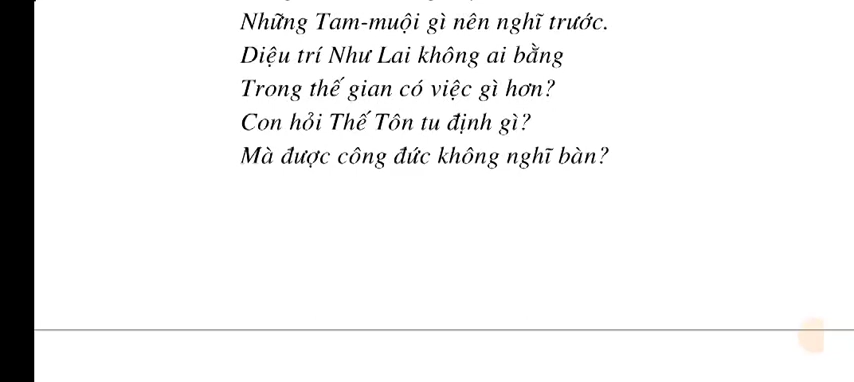 Những Tam-muội gì nên nghĩ trước.
Diệu trí Như Lai không ai bằng
Trong thế gian có việc gì hơn?
Con hỏi Thế Tôn tu định gì?
Mà được công đức không nghĩ bàn?